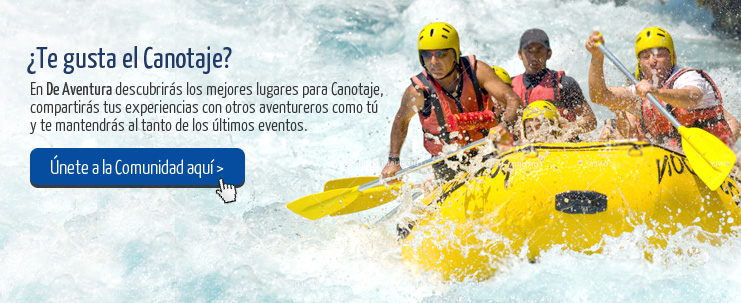 ¿Te gusta el Canotaje?
En De Aventura descubrirás los mejores lugares para Canotaje,
compartirás tus experiencias con otros aventureros como tú
y te mantendrás al tanto de los últimos eventos.
Únete a la Comunidad aquí >